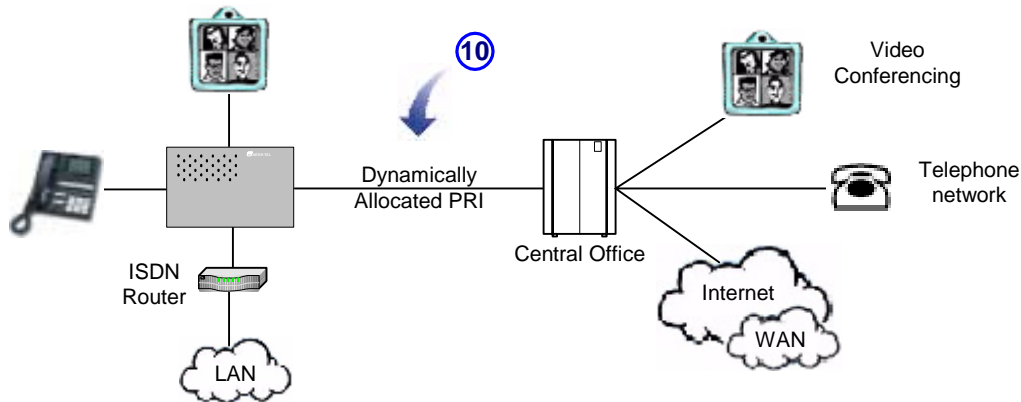 10
Video
Conferencing
Dynamically
Allocated PRI
Telephone
network
Central Office
ISDN
Router
Internet
WAN
LAN